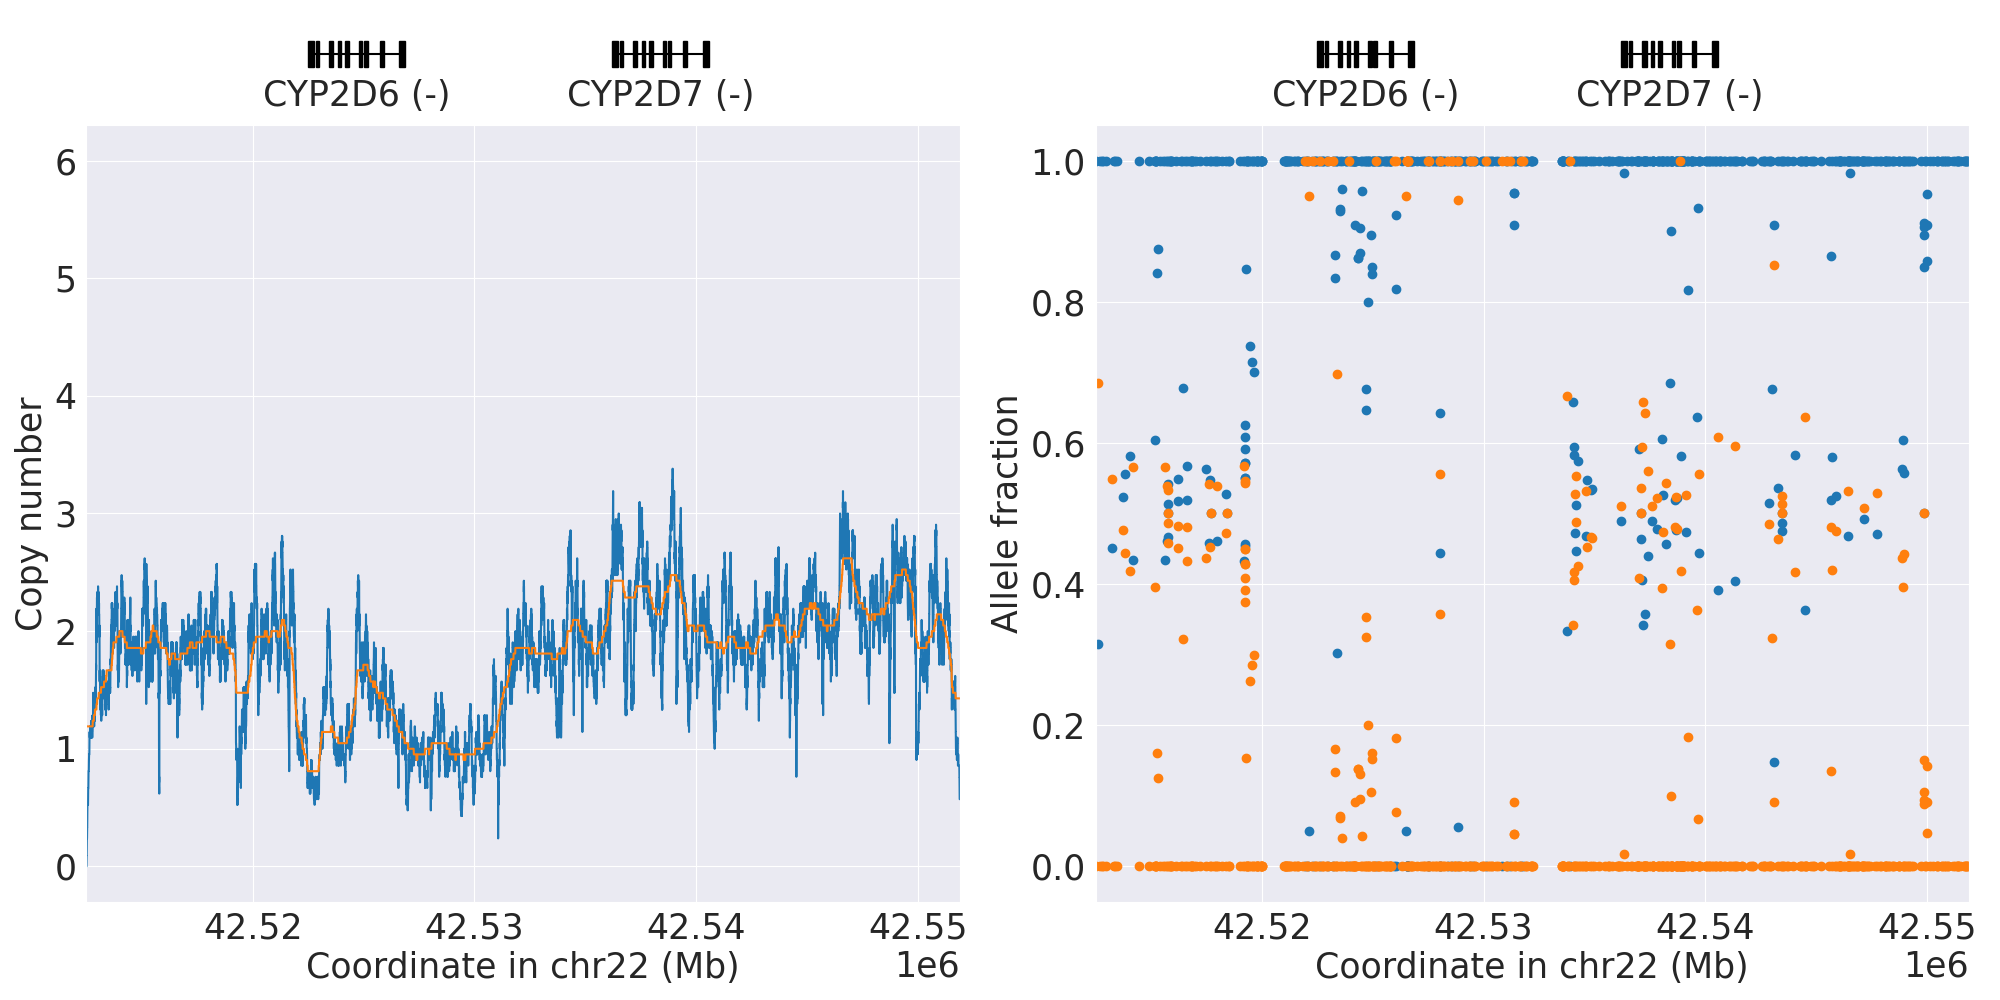 CYP2D6 (-) CYP2D7 (-)
Copy number
6
5
4
3
2
1
0
42.52 42.53 42.54 42.55
Coordinate in chr22 (Mb)
1e6
CYP2D6 (-) CYP2D7 (-)
Allele fraction
1.0
0.8
0.6
0.4
0.2
0.0
42.52 42.53 42.54 42.55
Coordinate in chr22 (Mb)
1e6